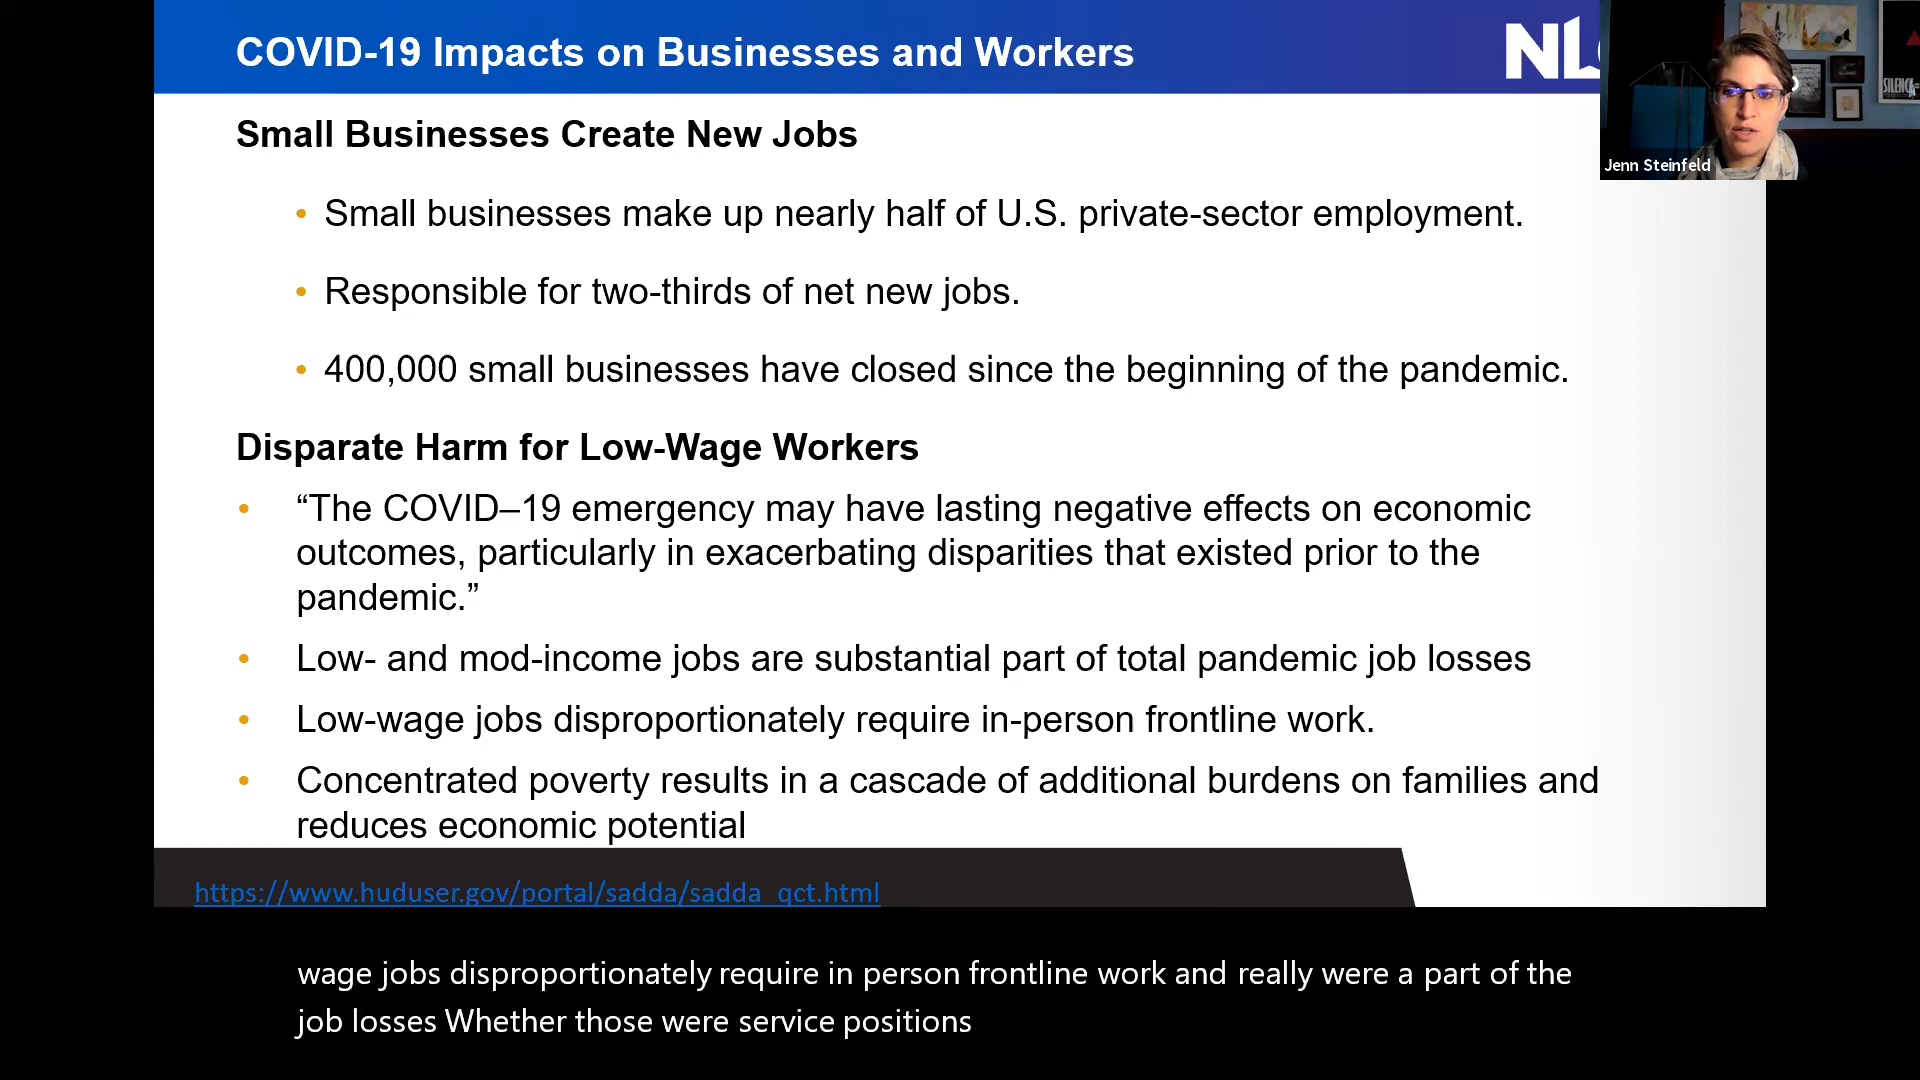 COVID-19 Impacts on Businesses and Workers
NL
SILENCE
Jenn Steinfeld
Small Businesses Create New Jobs
• Small businesses make up nearly half of U.S. private-sector employment.
• Responsible for two-thirds of net new jobs.
• 400,000 small businesses have closed since the beginning of the pandemic.
Disparate Harm for Low-Wage Workers
• “The COVID–19 emergency may have lasting negative effects on economic
outcomes, particularly in exacerbating disparities that existed prior to the
pandemic.”
• Low- and mod-income jobs are substantial part of total pandemic job losses
• Low-wage jobs disproportionately require in-person frontline work.
• Concentrated poverty results in a cascade of additional burdens on families and
reduces economic potential
https://www.huduser.gov/portal/sadda/sadda_qct.html
wage jobs disproportionately require in person frontline work and really were a part of the
job losses Whether those were service positions